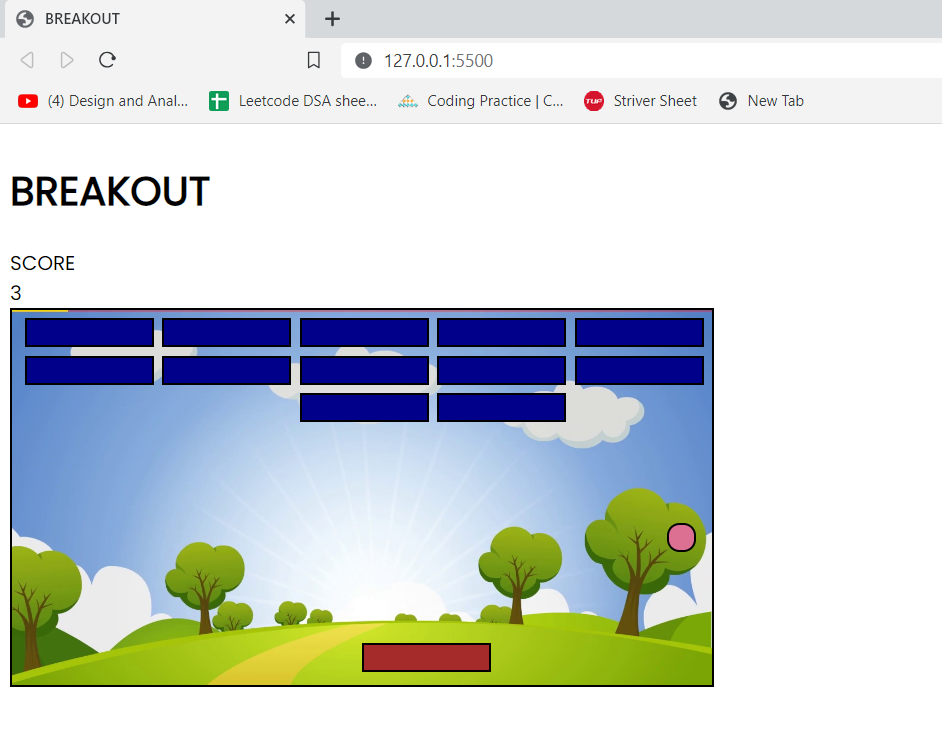 BREAKOUT
127.0.0.1:5500
(4) Design and Anal...
Leetcode DSA shee...
Coding Practice | C...
TUF Striver Sheet
New Tab
BREAKOUT
SCORE
3